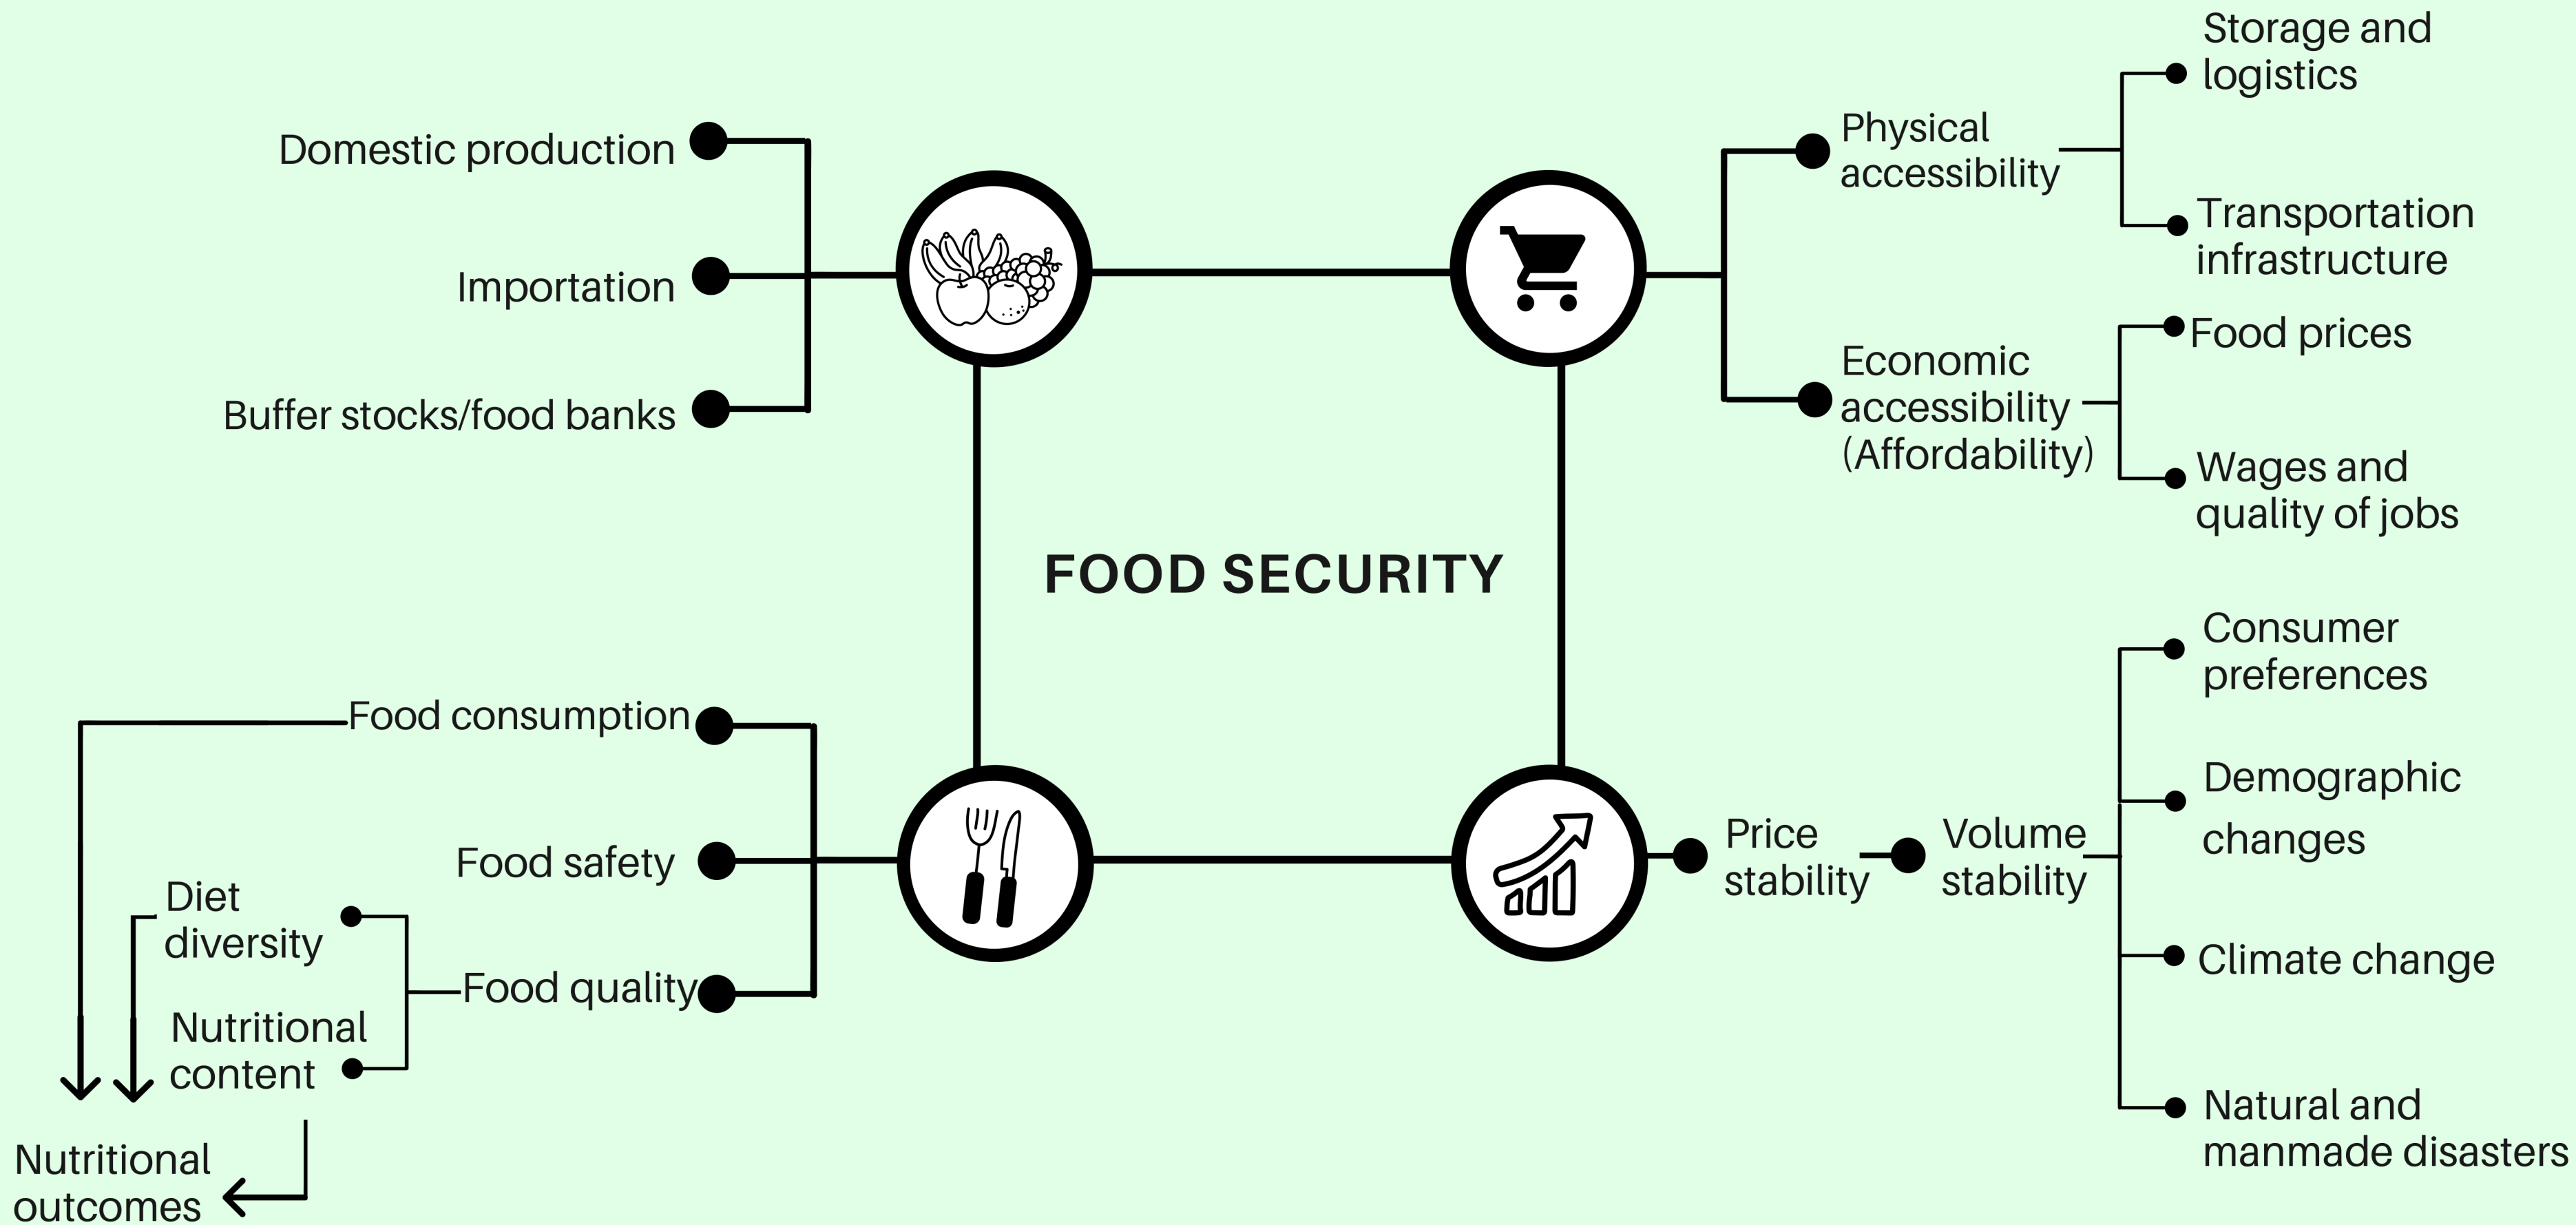 Domestic production
Importation
Buffer stocks/food banks
Physical
accessibility
Storage and
logistics
Transportation
infrastructure
Economic
accessibility
(Affordability)
Food prices
Wages and
quality of jobs
FOOD SECURITY
Food consumption
Food safety
Food quality
Diet
diversity
Nutritional
content
Nutritional
outcomes
Price
stability
Volume
stability
Consumer
preferences
Demographic
changes
Climate change
Natural and
manmade disasters